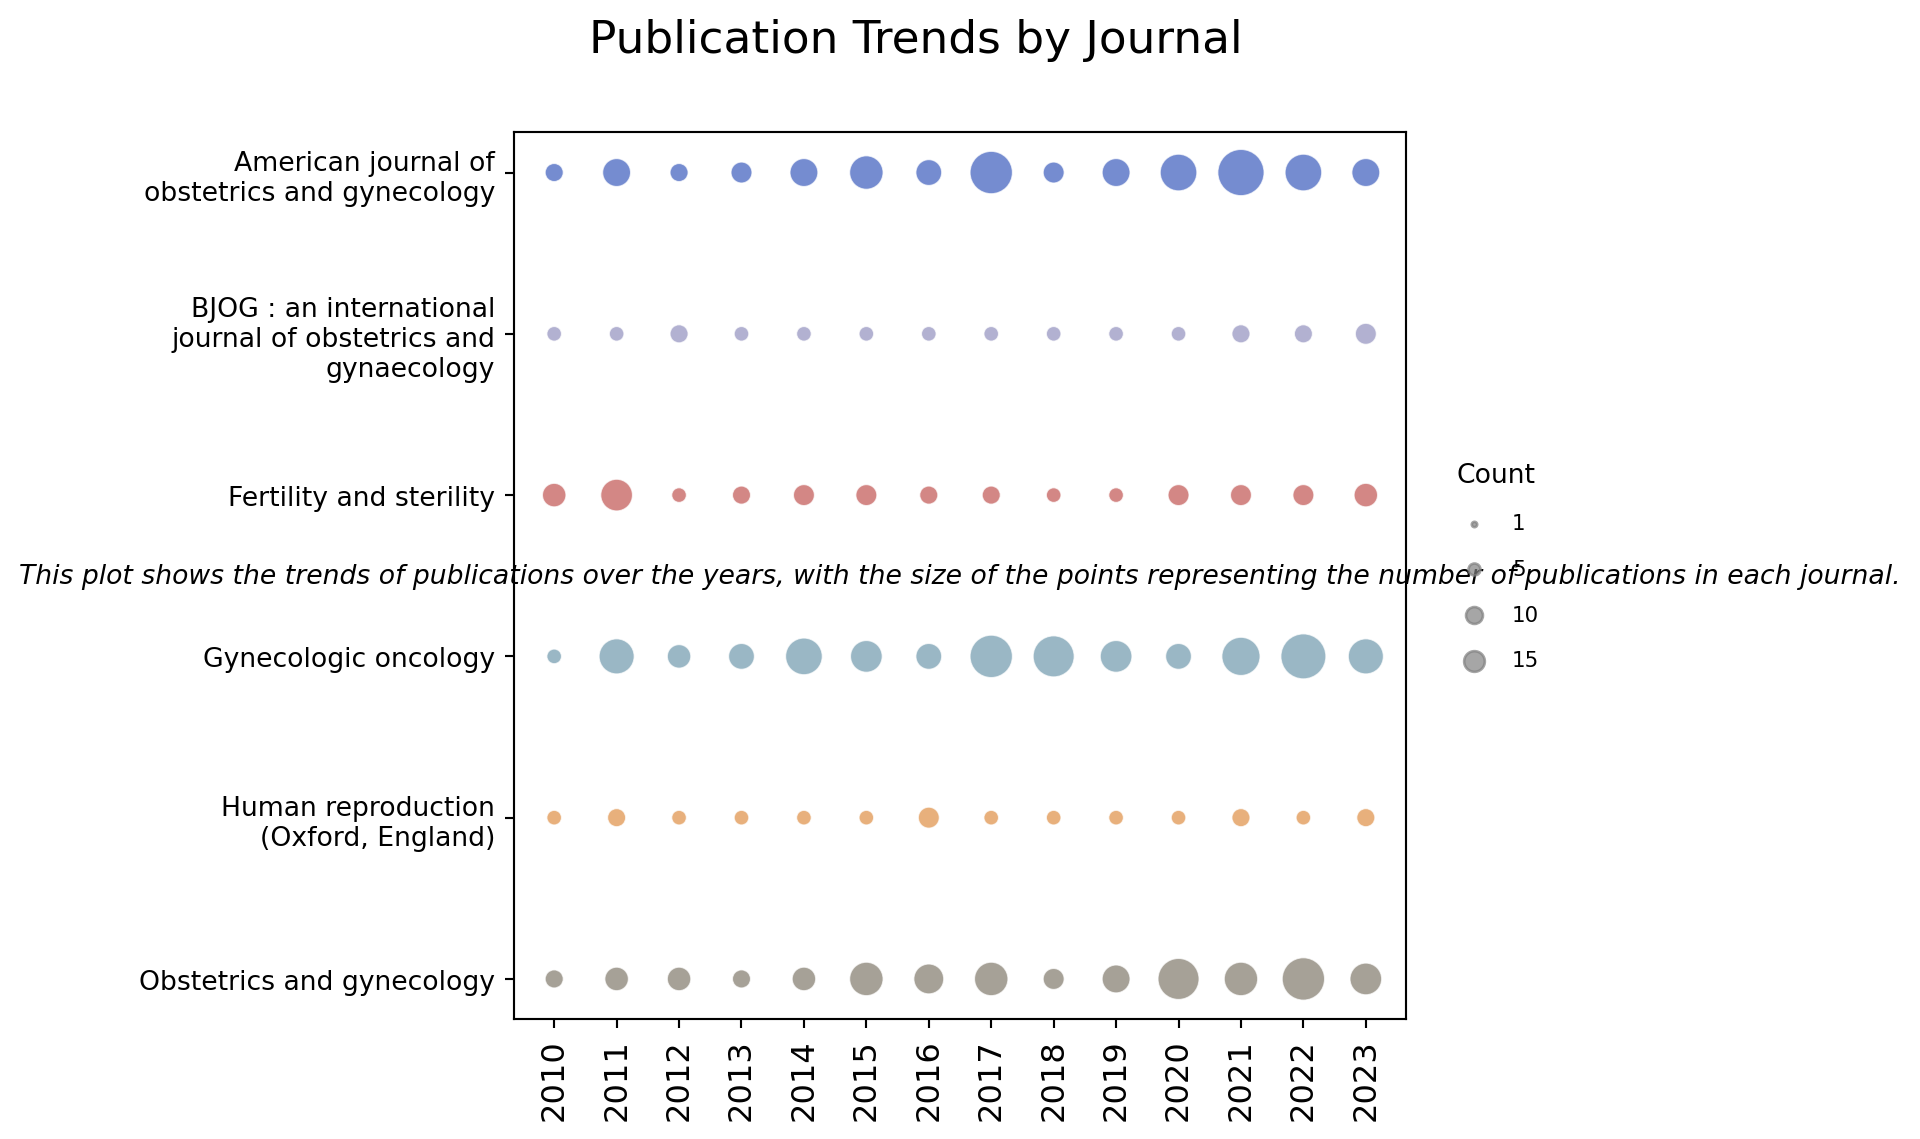 Publication Trends by Journal
American journal of
obstetrics and gynecology
BJOG : an international
journal of obstetrics and
gynaecology
Fertility and sterility
Count
1
This plot shows the trends of publications over the years, with the size of the points representing the number of publications in each journal.
5
10
Gynecologic oncology
15
Human reproduction
(Oxford, England)
Obstetrics and gynecology
2010 2011 2012 2013 2014 2015 2016 2017 2018 2019 2020 2021 2022 2023